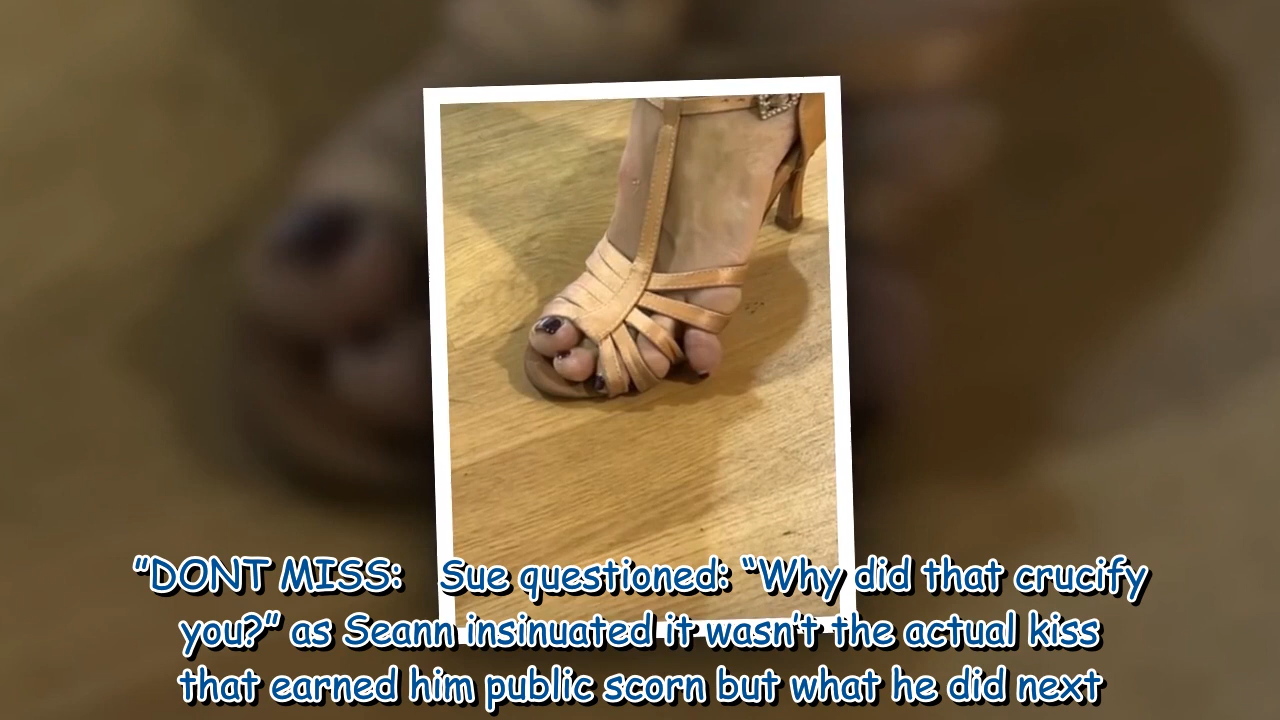 ”DONT MISS: Sue questioned: “Why did that crucify
you?” as Seann insinuated it wasn’t the actual kiss
that earned him public scorn but what he did next